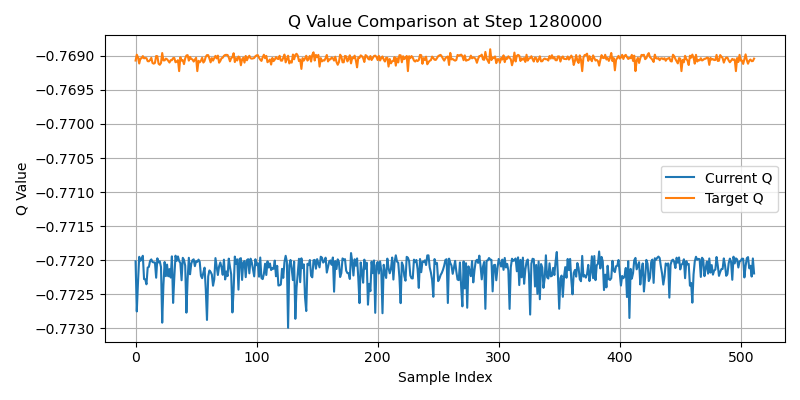 Q Value Comparison at Step 1280000
Q Value
−0.7690
−0.7695
−0.7700
−0.7705
−0.7710
−0.7715
−0.7720
−0.7725
−0.7730
Current Q
Target Q
0 100 200 300 400 500
Sample Index